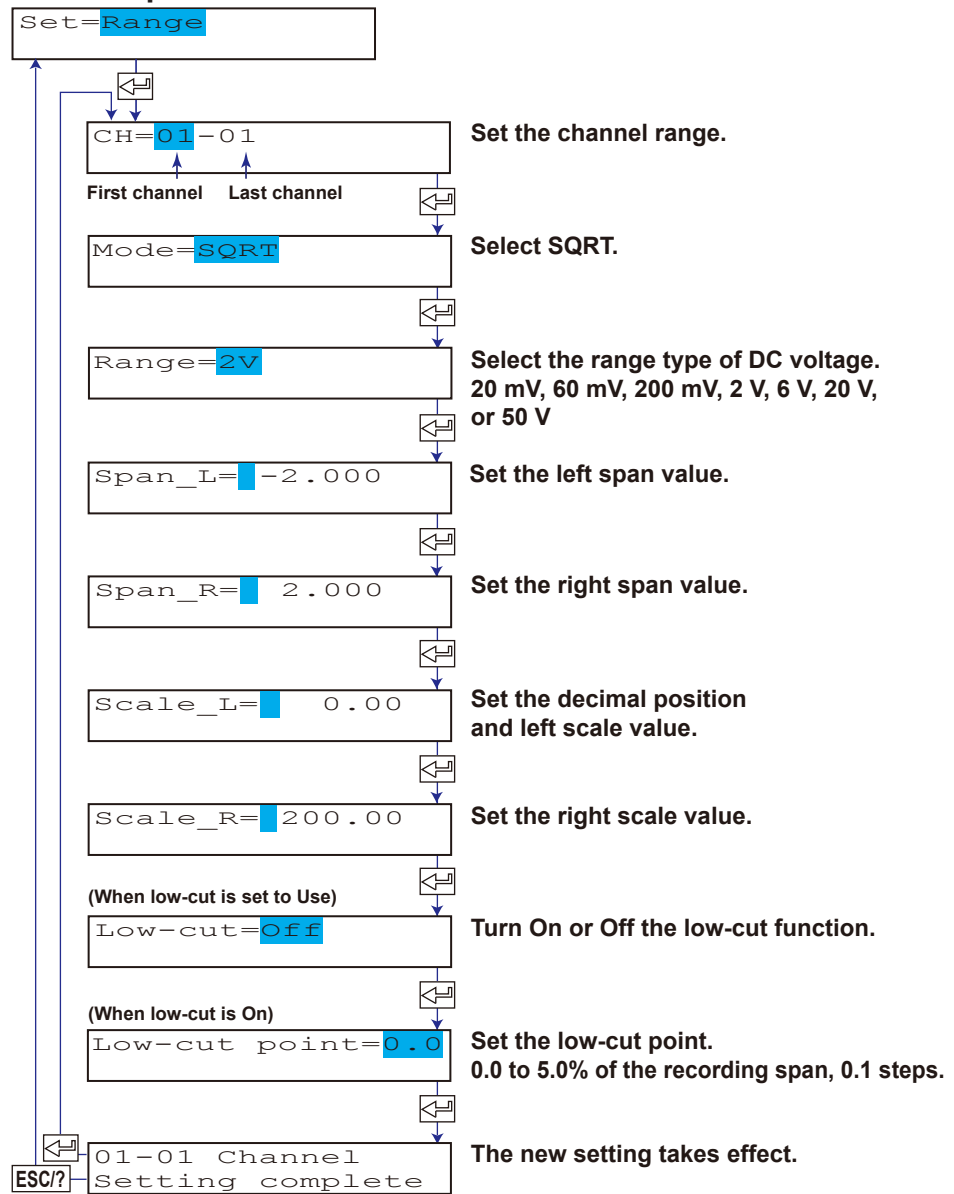 Set=Range
CH=01-01
Set the channel range.
First channel Last channel
Mode=SQRT
Select SQRT.
Range=2V
Select the range type of DC voltage.
20 mV, 60 mV, 200 mV, 2 V, 6 V, 20 V,
or 50 V
Span_L= -2.000
Set the left span value.
Span_R= 2.000
Set the right span value.
Scale_L= 0.00
Set the decimal position
and left scale value.
Scale_R= 200.00
Set the right scale value.
(When low-cut is set to Use)
Low-cut=Off
Turn On or Off the low-cut function.
(When low-cut is On)
Low-cut point=0.0
Set the low-cut point.
0.0 to 5.0% of the recording span, 0.1 steps.
01-01 Channel
The new setting takes effect.
ESC/?
Setting complete